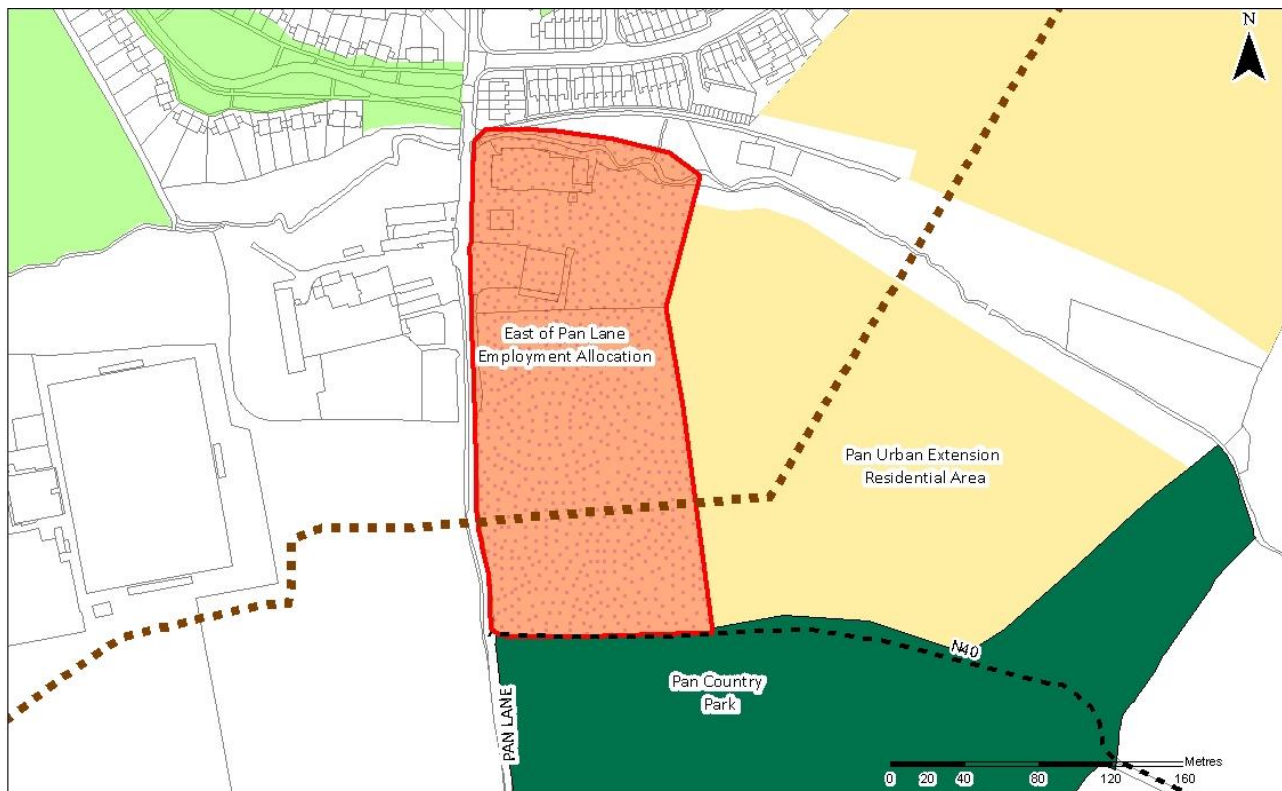 N
East of Pan Lane
Employment Allocation
Pan Urban Extension
Residential Area
N40
Pan Country
Park
PAN LANE
Metres
0 20 40 80 120 160